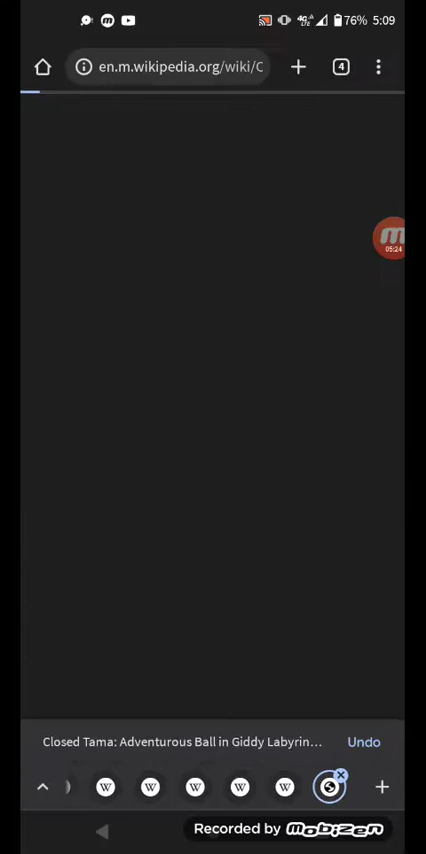 76% 5:09
en.m.wikipedia.org/wiki/C
4
05:24
Closed Tama: Adventurous Ball in Giddy Labyrin… Undo
Recorded by mobizen